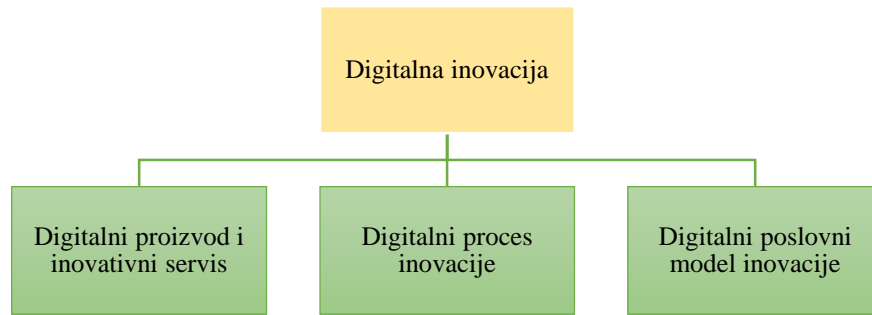 Digitalna inovacija
Digitalni proizvod i
inovativni servis
Digitalni proces
inovacije
Digitalni poslovni
model inovacije